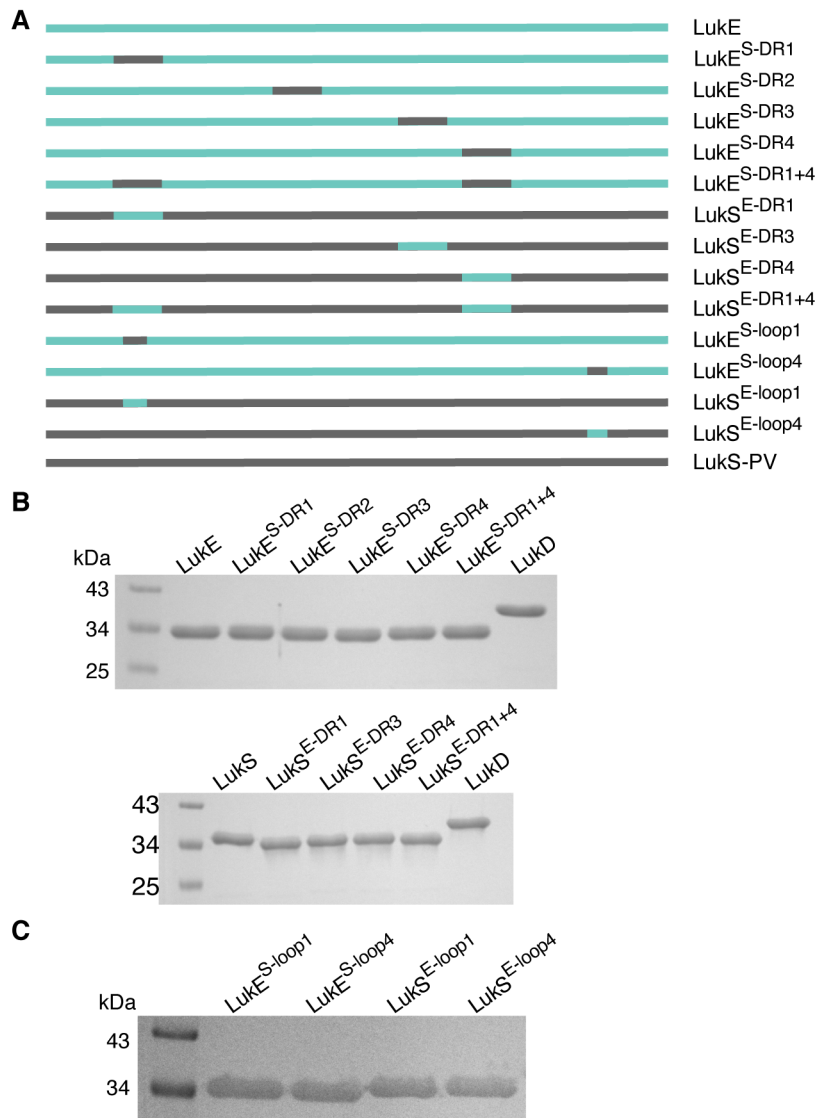 A
LukE
LukE^S-DR1
LukE^S-DR2
LukE^S-DR3
LukE^S-DR4
LukE^S-DR1+4
LukS^E-DR1
LukS^E-DR3
LukS^E-DR4
LukS^E-DR1+4
LukE^S-loop1
LukE^S-loop4
LukS^E-loop1
LukS^E-loop4
LukS-PV
B
kDa LukE LukE^S-DR1 LukE^S-DR2 LukE^S-DR3 LukE^S-DR4 LukE^S-DR1+4 LukD
43
34
25
LukS LukS^E-DR1 LukS^E-DR3 LukS^E-DR4 LukS^E-DR1+4 LukD
43
34
25
C
kDa LukE^S-loop1 LukE^S-loop4 LukS^E-loop1 LukS^E-loop4
43
34